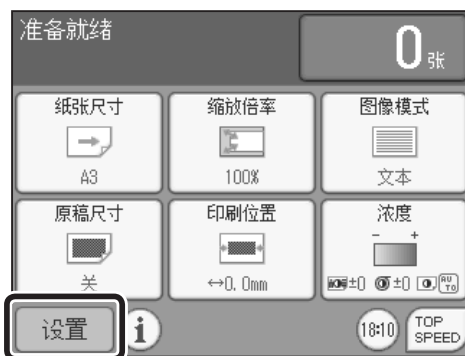 准备就绪
0张
纸张尺寸 缩放倍率 图像模式
A3 100% 文本
原稿尺寸 印刷位置 浓度
- +
关 ↔0.0mm ±0 ±0 AUTO
设置 i 18:10 TOP SPEED